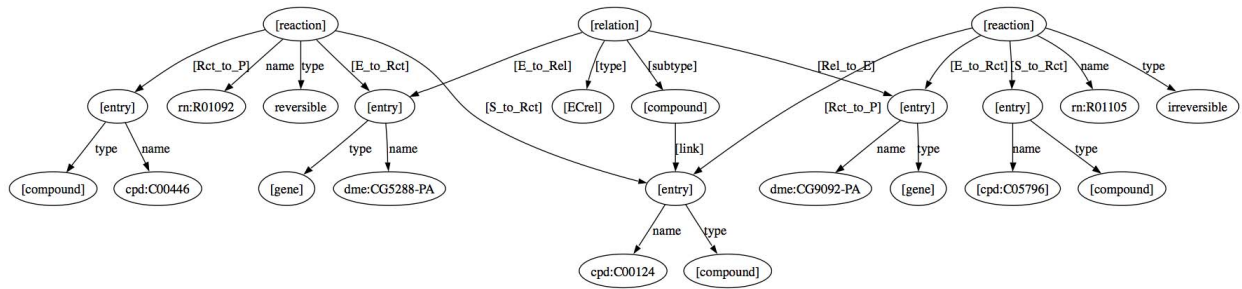 [reaction] [relation] [reaction]
[Rct_to_P] name type [E_to_Rct] [E_to_Rel] [type] [subtype] [Rel_to_E] [E_to_Rct] [S_to_Rct] name type
[entry] rn:R01092 reversible [entry] [S_to_Rct] [ECrel] [compound] [Rct_to_P] [entry] [entry] rn:R01105 irreversible
type name type name [link] name type name type
[compound] cpd:C00446 [gene] dme:CG5288-PA [entry] dme:CG9092-PA [gene] [cpd:C05796] [compound]
name type
cpd:C00124 [compound]